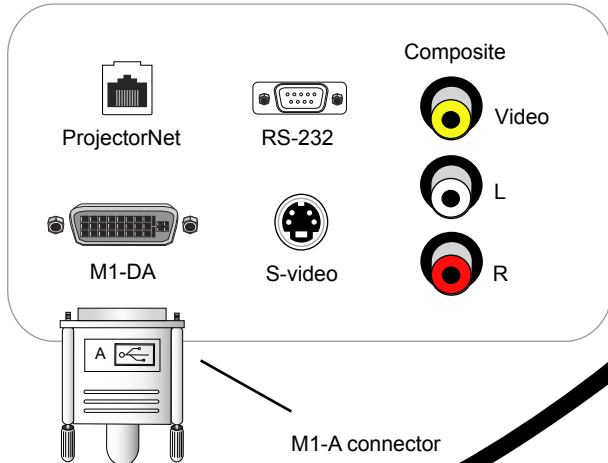 Composite
ProjectorNet
RS-232
Video
L
M1-DA
S-video
R
A
M1-A connector